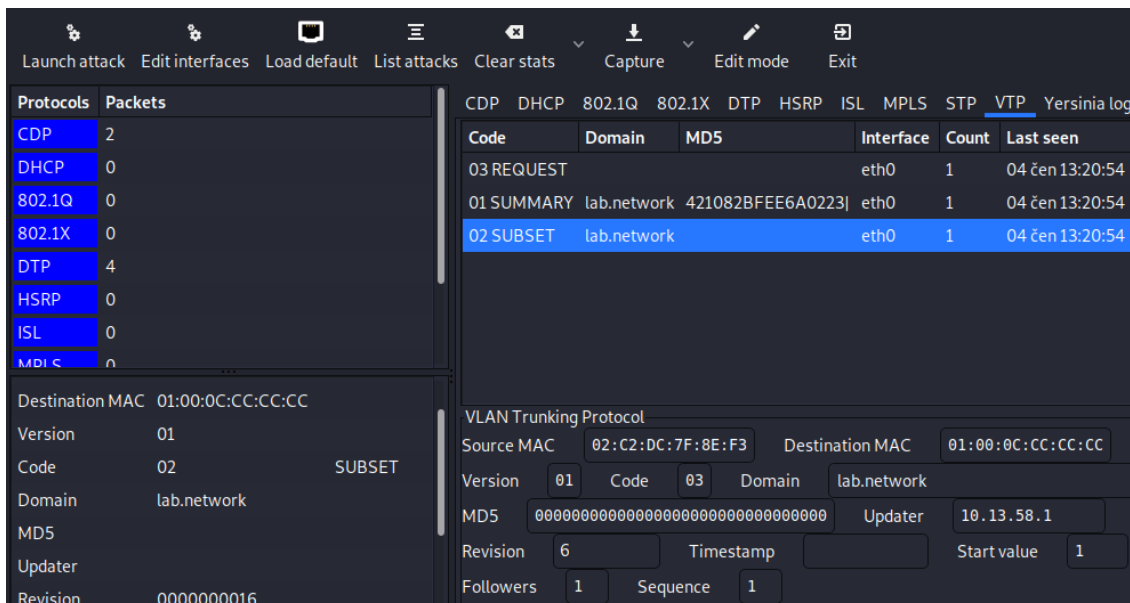 Launch attack Edit interfaces Load default List attacks Clear stats Capture Edit mode Exit
Protocols Packets
CDP 2
DHCP 0
802.1Q 0
802.1X 0
DTP 4
HSRP 0
ISL 0
MPLS 0
CDP DHCP 802.1Q 802.1X DTP HSRP ISL MPLS STP VTP Yersinia log
Code Domain MD5 Interface Count Last seen
03 REQUEST eth0 1 04 čen 13:20:54
01 SUMMARY lab.network 421082BFEE6A0223| eth0 1 04 čen 13:20:54
02 SUBSET lab.network eth0 1 04 čen 13:20:54
Destination MAC 01:00:0C:CC:CC:CC
Version 01
Code 02 SUBSET
Domain lab.network
MD5
Updater
Revision 0000000016
VLAN Trunking Protocol
Source MAC 02:C2:DC:7F:8E:F3 Destination MAC 01:00:0C:CC:CC:CC
Version 01 Code 03 Domain lab.network
MD5 00000000000000000000000000000000 Updater 10.13.58.1
Revision 6 Timestamp Start value 1
Followers 1 Sequence 1